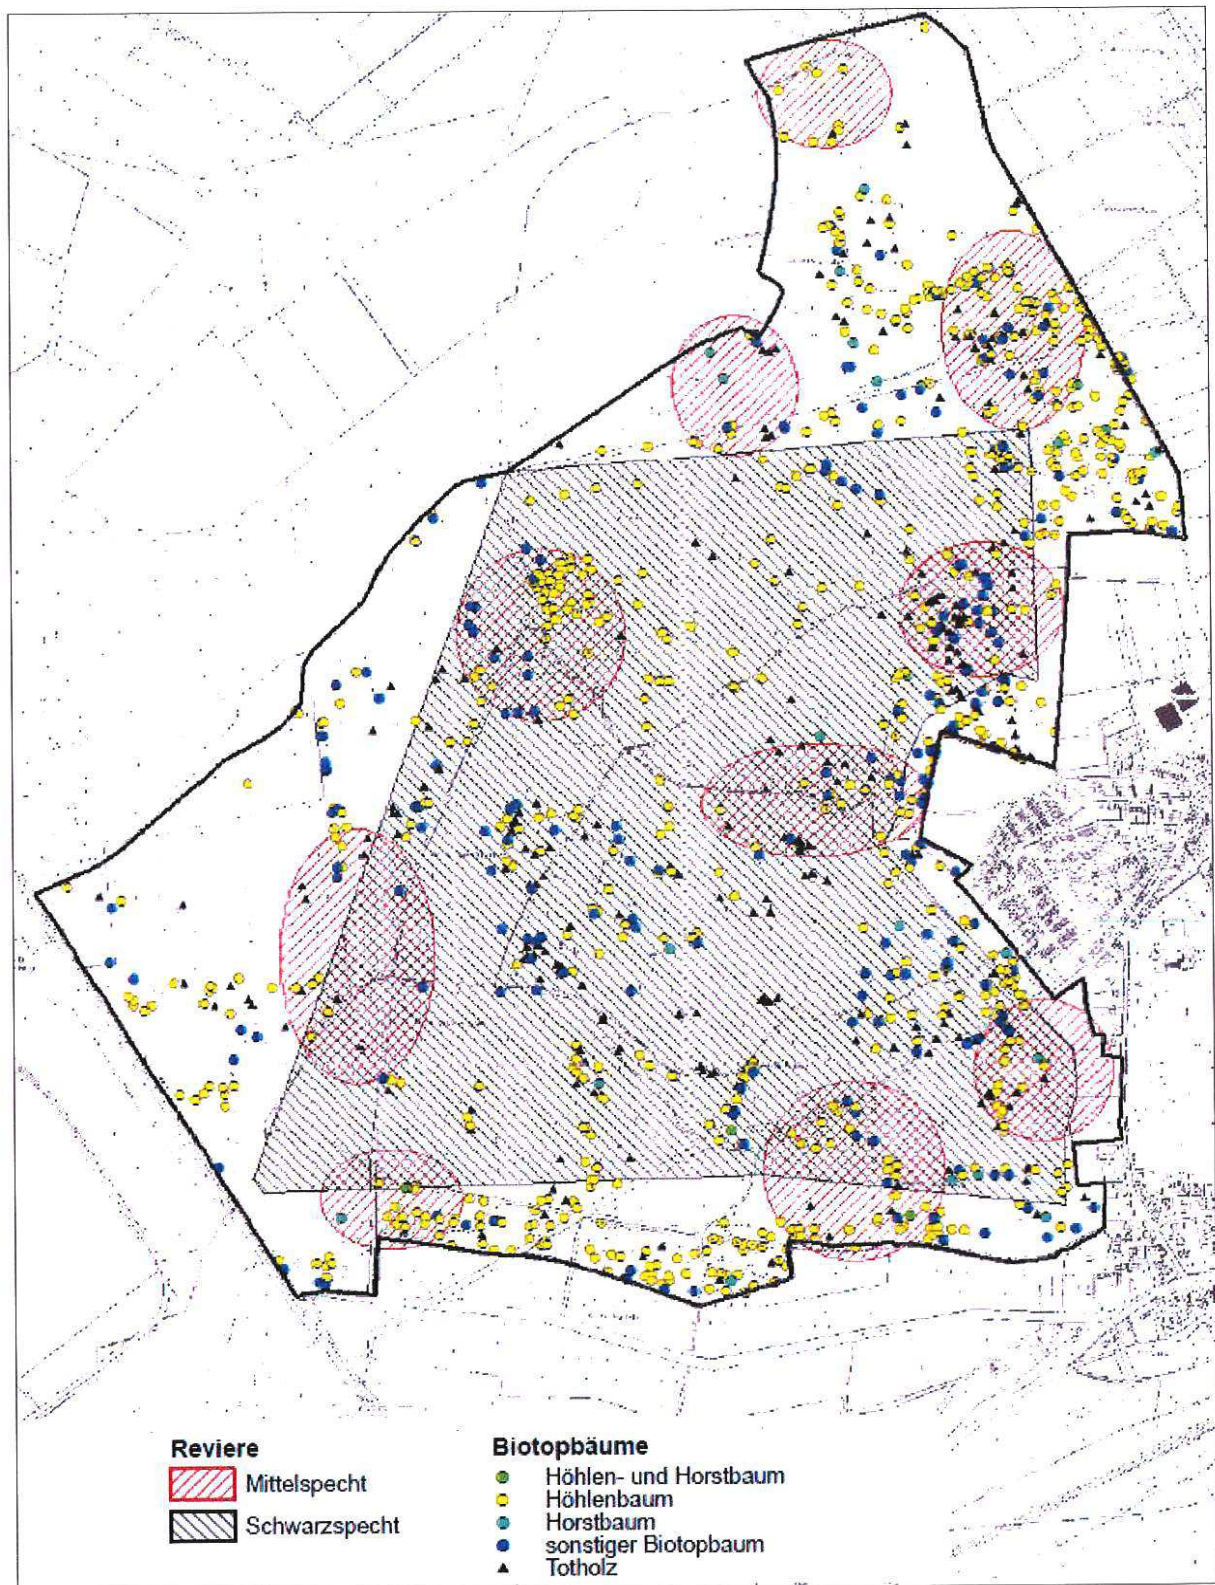 Reviere
Mittelspecht
Schwarzspecht
Biotopbäume
Höhlen- und Horstbaum
Höhlenbaum
Horstbaum
sonstiger Biotopbaum
Totholz